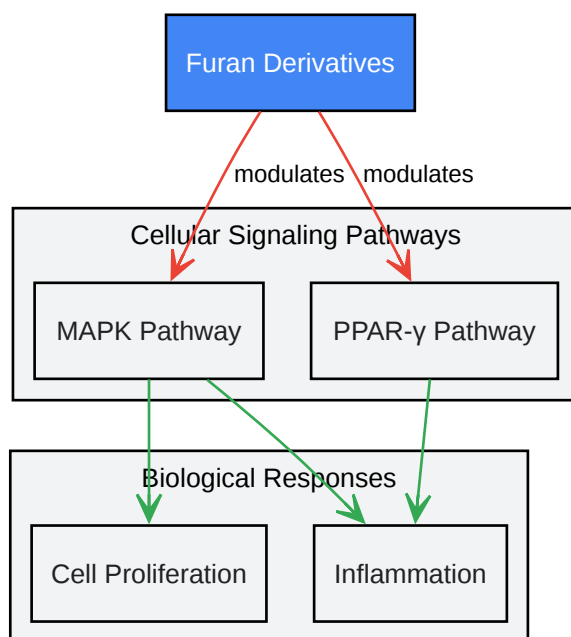 Furan Derivatives
modulates modulates
Cellular Signaling Pathways
MAPK Pathway
PPAR-γ Pathway
Biological Responses
Cell Proliferation
Inflammation